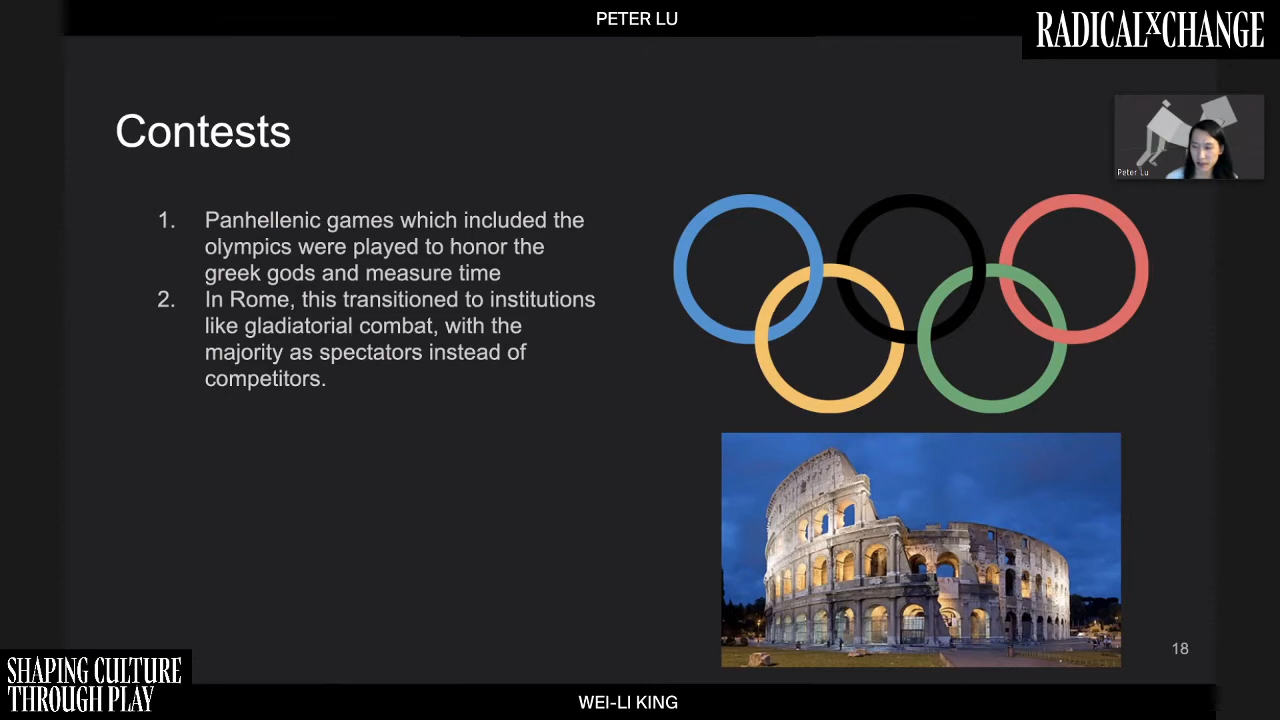 PETER LU
RADICALXCHANGE
Contests
Peter Lu
1. Panhellenic games which included the
olympics were played to honor the
greek gods and measure time
2. In Rome, this transitioned to institutions
like gladiatorial combat, with the
majority as spectators instead of
competitors.
18
SHAPING CULTURE
THROUGH PLAY
WEI-LI KING